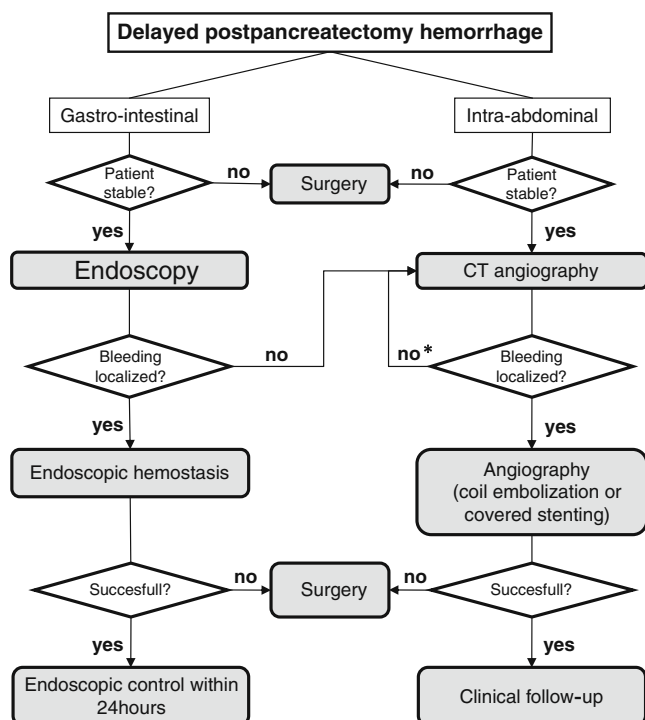 Delayed postpancreatectomy hemorrhage
Gastro-intestinal
Intra-abdominal
Patient
stable?
no
Surgery
no
Patient
stable?
yes
yes
Endoscopy
CT angiography
Bleeding
localized?
no
no*
Bleeding
localized?
yes
yes
Endoscopic hemostasis
Angiography
(coil embolization or
covered stenting)
Succesfull?
no
Surgery
no
Succesfull?
yes
yes
Endoscopic control within
24hours
Clinical follow-up